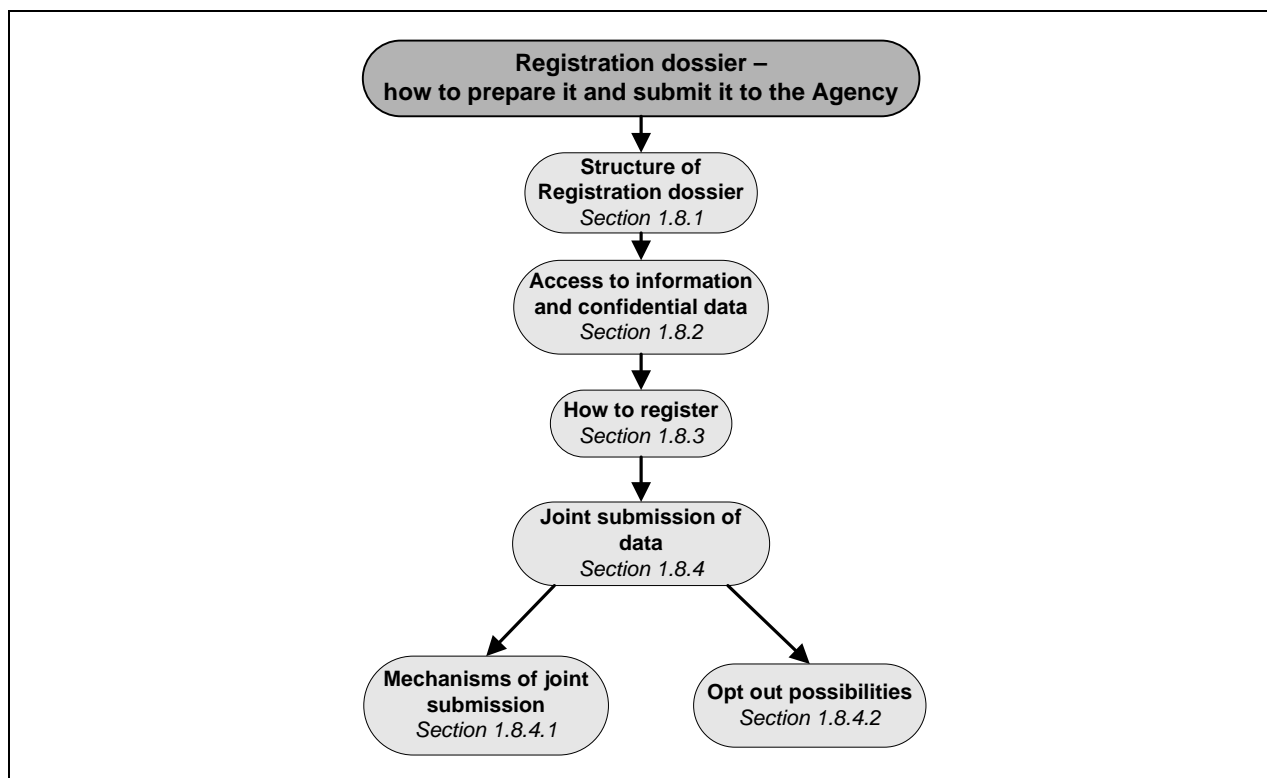 Registration dossier –
how to prepare it and submit it to the Agency
Structure of
Registration dossier
Section 1.8.1
Access to information
and confidential data
Section 1.8.2
How to register
Section 1.8.3
Joint submission of
data
Section 1.8.4
Mechanisms of joint
submission
Section 1.8.4.1
Opt out possibilities
Section 1.8.4.2